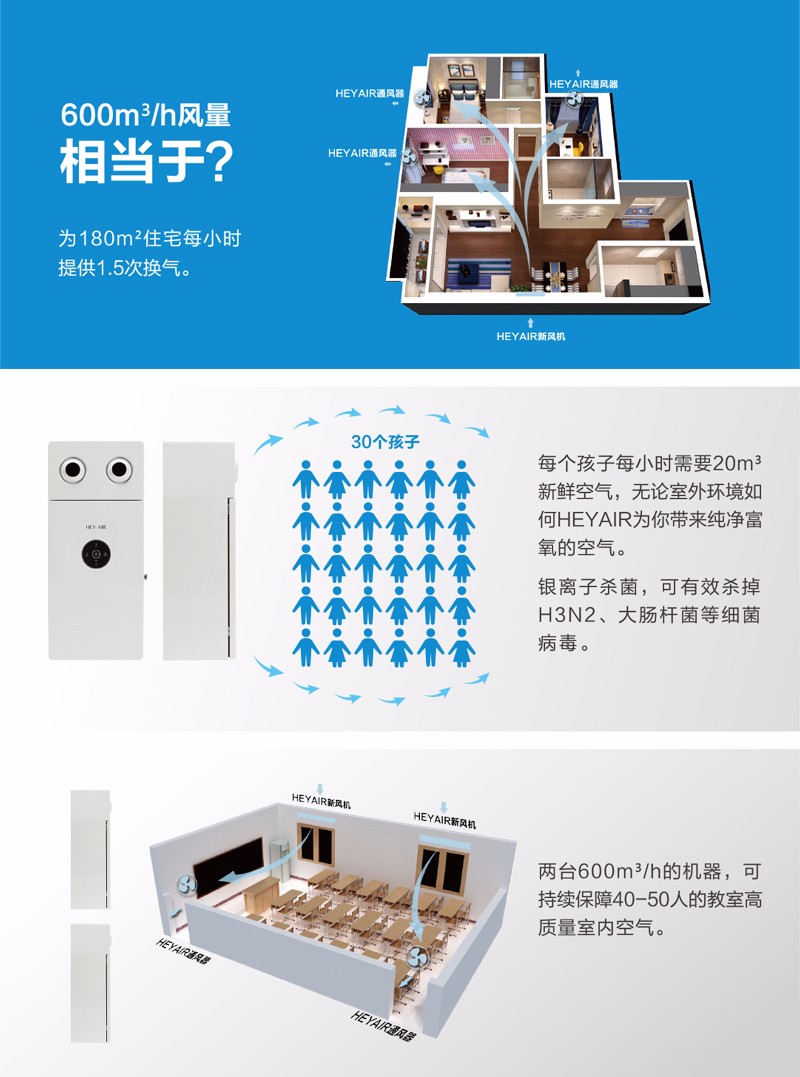 600m³/h风量
相当于?
为180m²住宅每小时
提供1.5次换气。
HEYAIR通风器
HEYAIR通风器
HEYAIR通风器
HEYAIR新风机
30个孩子
HEY AIR
每个孩子每小时需要20m³
新鲜空气，无论室外环境如
何HEYAIR为你带来纯净富
氧的空气。
银离子杀菌，可有效杀掉
H3N2、大肠杆菌等细菌
病毒。
HEYAIR新风机
HEYAIR新风机
HEYAIR通风器
HEYAIR通风器
两台600m³/h的机器，可
持续保障40-50人的教室高
质量室内空气。